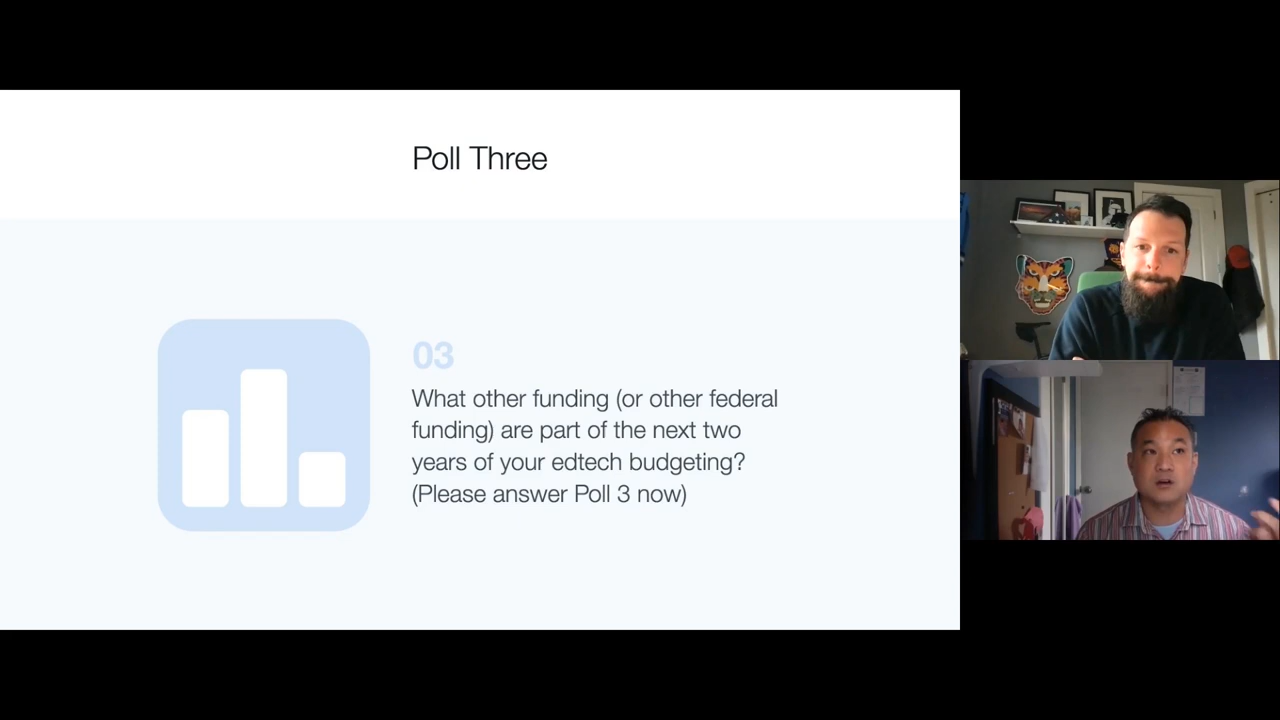 Poll Three
03
What other funding (or other federal
funding) are part of the next two
years of your edtech budgeting?
(Please answer Poll 3 now)